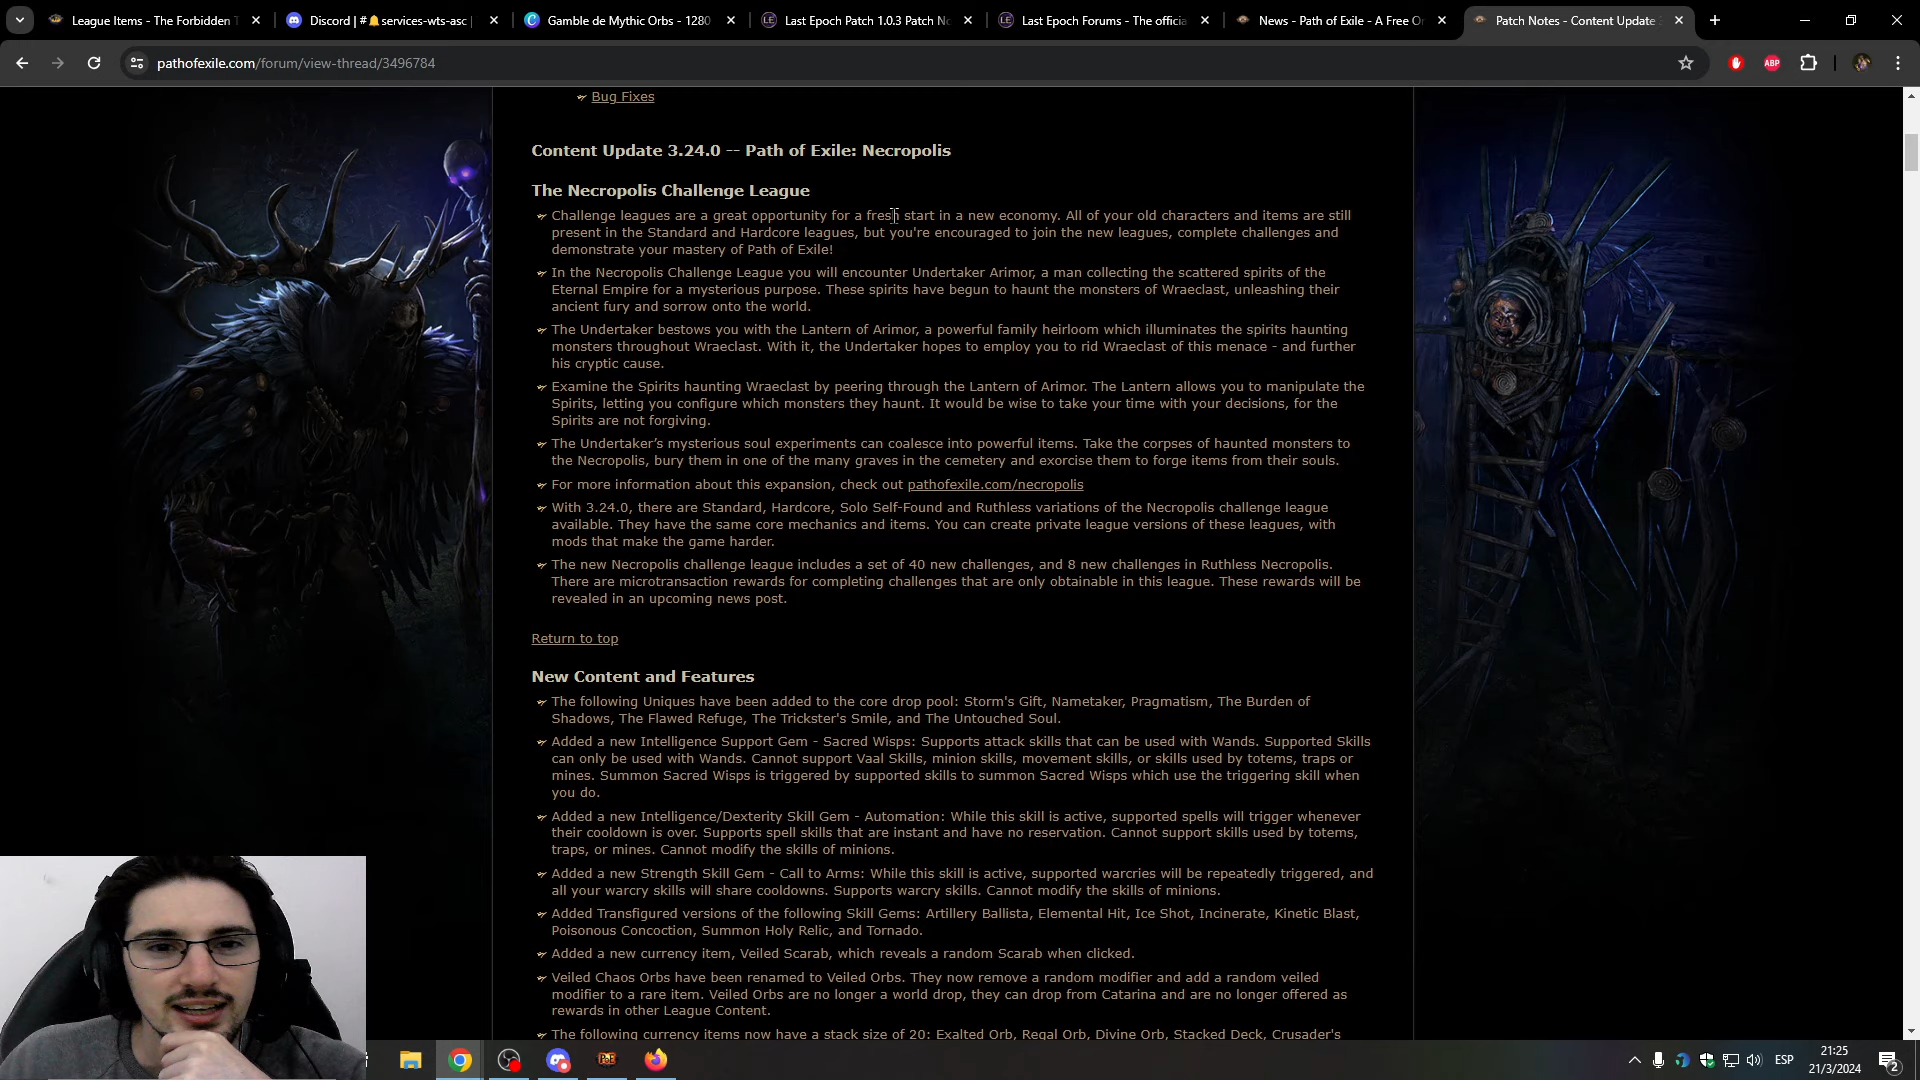 League Items - The Forbidden T
Discord | #🔔services-wts-asc |
Gamble de Mythic Orbs - 1280
Last Epoch Patch 1.0.3 Patch No
Last Epoch Forums - The officia
News - Path of Exile - A Free On
Patch Notes - Content Update 3
pathofexile.com/forum/view-thread/3496784
ABP
Bug Fixes
Content Update 3.24.0 -- Path of Exile: Necropolis
The Necropolis Challenge League
Challenge leagues are a great opportunity for a fresh start in a new economy. All of your old characters and items are still
present in the Standard and Hardcore leagues, but you're encouraged to join the new leagues, complete challenges and
demonstrate your mastery of Path of Exile!
In the Necropolis Challenge League you will encounter Undertaker Arimor, a man collecting the scattered spirits of the
Eternal Empire for a mysterious purpose. These spirits have begun to haunt the monsters of Wraeclast, unleashing their
ancient fury and sorrow onto the world.
The Undertaker bestows you with the Lantern of Arimor, a powerful family heirloom which illuminates the spirits haunting
monsters throughout Wraeclast. With it, the Undertaker hopes to employ you to rid Wraeclast of this menace - and further
his cryptic cause.
Examine the Spirits haunting Wraeclast by peering through the Lantern of Arimor. The Lantern allows you to manipulate the
Spirits, letting you configure which monsters they haunt. It would be wise to take your time with your decisions, for the
Spirits are not forgiving.
The Undertaker’s mysterious soul experiments can coalesce into powerful items. Take the corpses of haunted monsters to
the Necropolis, bury them in one of the many graves in the cemetery and exorcise them to forge items from their souls.
For more information about this expansion, check out pathofexile.com/necropolis
With 3.24.0, there are Standard, Hardcore, Solo Self-Found and Ruthless variations of the Necropolis challenge league
available. They have the same core mechanics and items. You can create private league versions of these leagues, with
mods that make the game harder.
The new Necropolis challenge league includes a set of 40 new challenges, and 8 new challenges in Ruthless Necropolis.
There are microtransaction rewards for completing challenges that are only obtainable in this league. These rewards will be
revealed in an upcoming news post.
Return to top
New Content and Features
The following Uniques have been added to the core drop pool: Storm's Gift, Nametaker, Pragmatism, The Burden of
Shadows, The Flawed Refuge, The Trickster's Smile, and The Untouched Soul.
Added a new Intelligence Support Gem - Sacred Wisps: Supports attack skills that can be used with Wands. Supported Skills
can only be used with Wands. Cannot support Vaal Skills, minion skills, movement skills, or skills used by totems, traps or
mines. Summon Sacred Wisps is triggered by supported skills to summon Sacred Wisps which use the triggering skill when
you do.
Added a new Intelligence/Dexterity Skill Gem - Automation: While this skill is active, supported spells will trigger whenever
their cooldown is over. Supports spell skills that are instant and have no reservation. Cannot support skills used by totems,
traps, or mines. Cannot modify the skills of minions.
Added a new Strength Skill Gem - Call to Arms: While this skill is active, supported warcries will be repeatedly triggered, and
all your warcry skills will share cooldowns. Supports warcry skills. Cannot modify the skills of minions.
Added Transfigured versions of the following Skill Gems: Artillery Ballista, Elemental Hit, Ice Shot, Incinerate, Kinetic Blast,
Poisonous Concoction, Summon Holy Relic, and Tornado.
Added a new currency item, Veiled Scarab, which reveals a random Scarab when clicked.
Veiled Chaos Orbs have been renamed to Veiled Orbs. They now remove a random modifier and add a random veiled
modifier to a rare item. Veiled Orbs are no longer a world drop, they can drop from Catarina and are no longer offered as
rewards in other League Content.
The following currency items now have a stack size of 20: Exalted Orb, Regal Orb, Divine Orb, Stacked Deck, Crusader's
PoE
ESP
21:25
21/3/2024
2